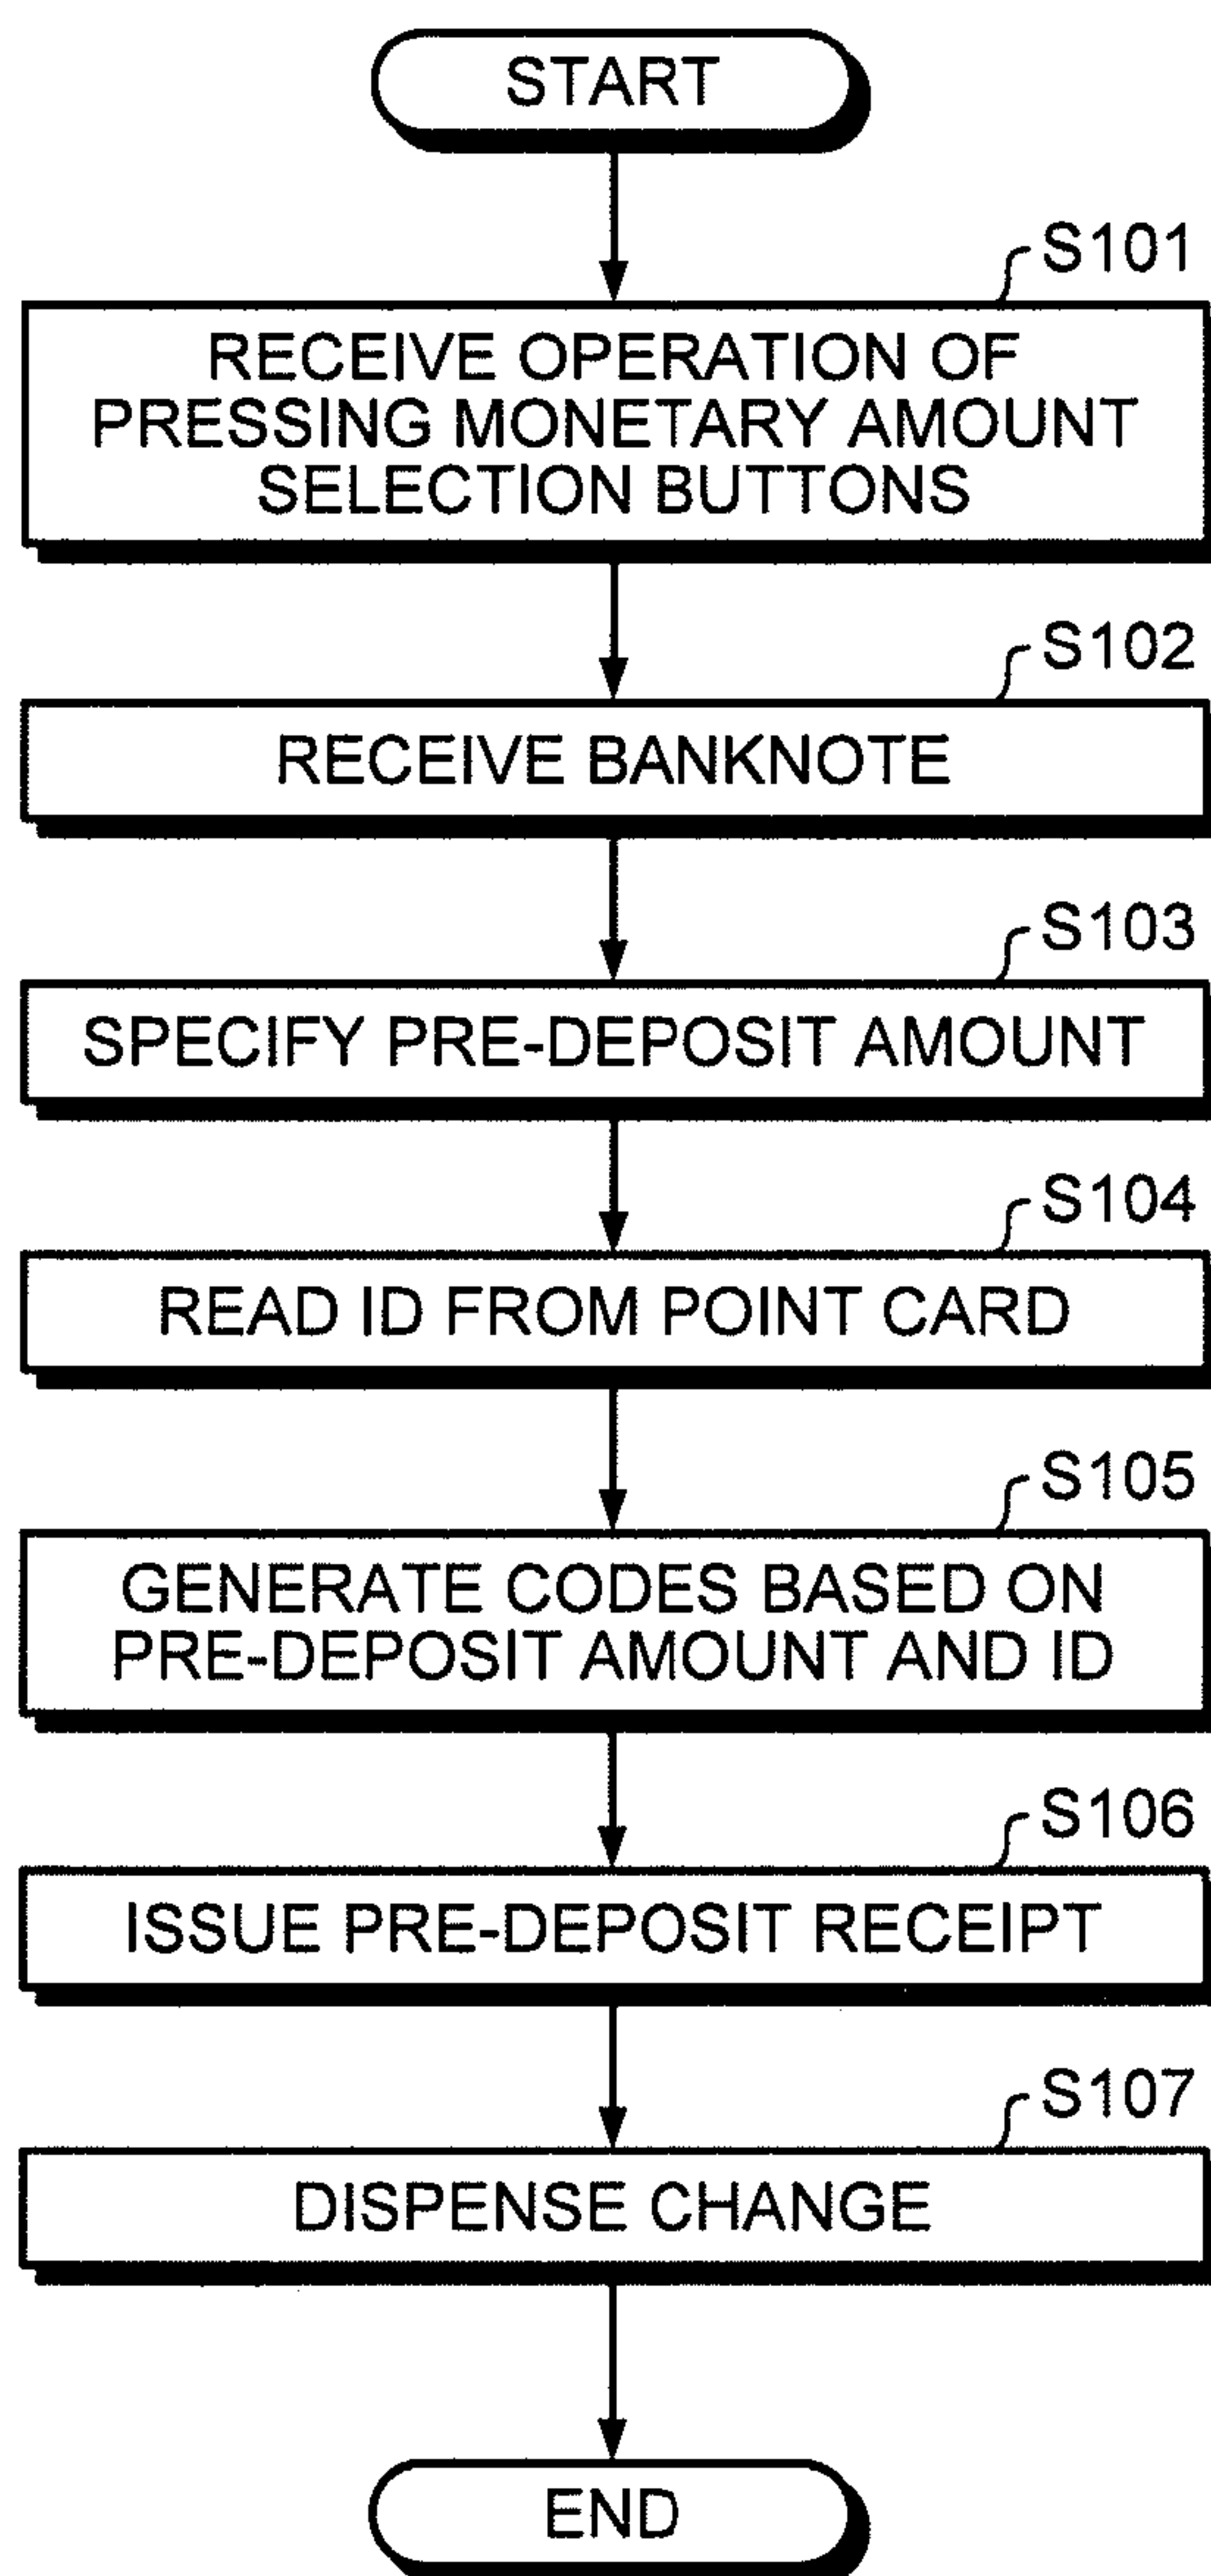 START
S101
RECEIVE OPERATION OF
PRESSING MONETARY AMOUNT
SELECTION BUTTONS
S102
RECEIVE BANKNOTE
S103
SPECIFY PRE-DEPOSIT AMOUNT
S104
READ ID FROM POINT CARD
S105
GENERATE CODES BASED ON
PRE-DEPOSIT AMOUNT AND ID
S106
ISSUE PRE-DEPOSIT RECEIPT
S107
DISPENSE CHANGE
END